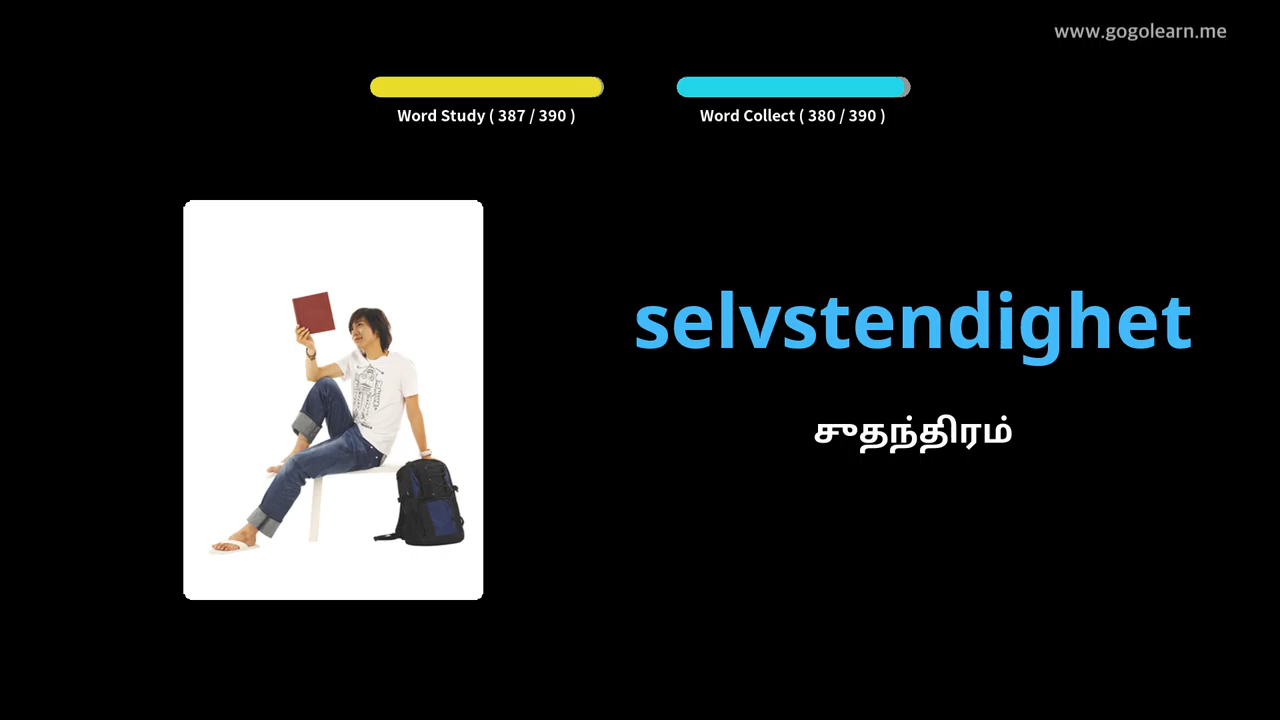 www.gogolearn.me
Word Study ( 387 / 390 )
Word Collect ( 380 / 390 )
selvstendighet
சுதந்திரம்